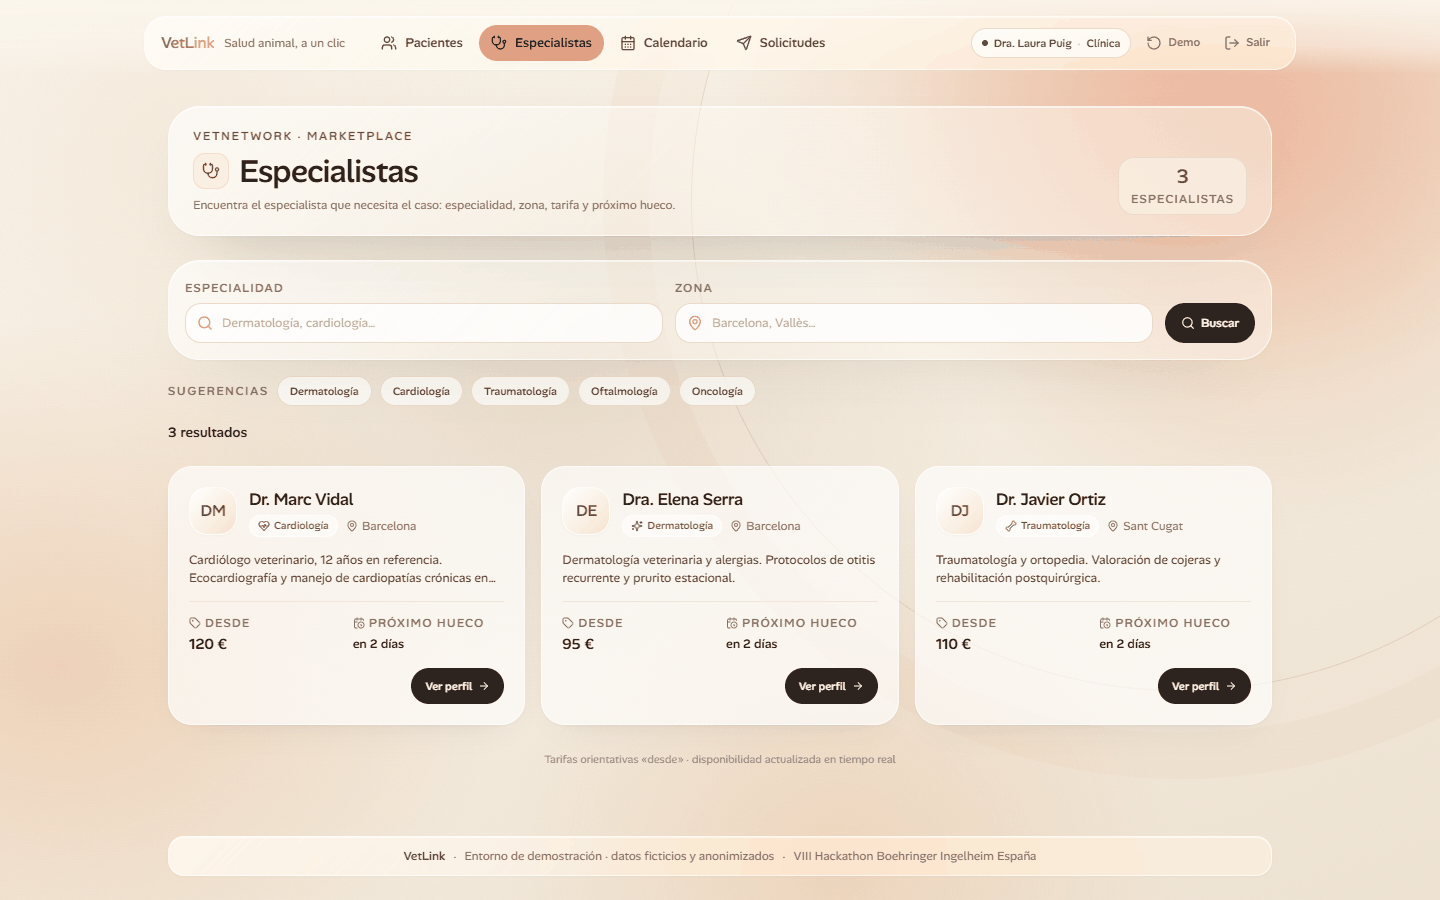 VetLink Salud animal, a un clic Pacientes Especialistas Calendario Solicitudes Dra. Laura Puig · Clínica Demo Salir
VETNETWORK · MARKETPLACE
Especialistas
Encuentra el especialista que necesita el caso: especialidad, zona, tarifa y próximo hueco.
3
ESPECIALISTAS
ESPECIALIDAD ZONA
Dermatología, cardiología... Barcelona, Vallès... Buscar
SUGERENCIAS Dermatología Cardiología Traumatología Oftalmología Oncología
3 resultados
DM Dr. Marc Vidal
Cardiología Barcelona
Cardiólogo veterinario, 12 años en referencia.
Ecocardiografía y manejo de cardiopatías crónicas en...
DESDE PRÓXIMO HUECO
120 € en 2 días
Ver perfil
DE Dra. Elena Serra
Dermatología Barcelona
Dermatología veterinaria y alergias. Protocolos de otitis
recurrente y prurito estacional.
DESDE PRÓXIMO HUECO
95 € en 2 días
Ver perfil
DJ Dr. Javier Ortiz
Traumatología Sant Cugat
Traumatología y ortopedia. Valoración de cojeras y
rehabilitación postquirúrgica.
DESDE PRÓXIMO HUECO
110 € en 2 días
Ver perfil
Tarifas orientativas «desde» · disponibilidad actualizada en tiempo real
VetLink · Entorno de demostración · datos ficticios y anonimizados · VIII Hackathon Boehringer Ingelheim España